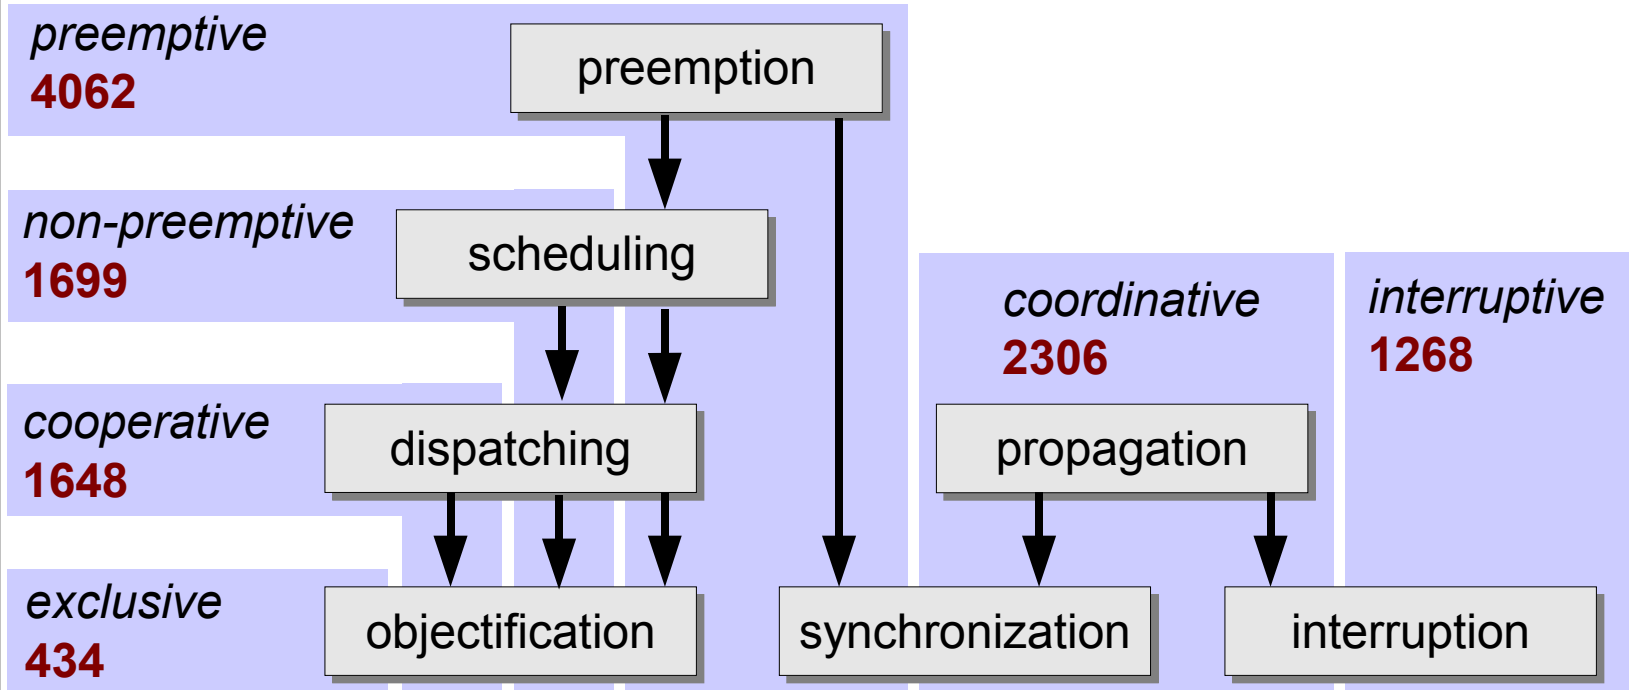 preemptive
4062
preemption
non-preemptive
1699
scheduling
coordinative
2306
interruptive
1268
cooperative
1648
dispatching
propagation
exclusive
434
objectification
synchronization
interruption